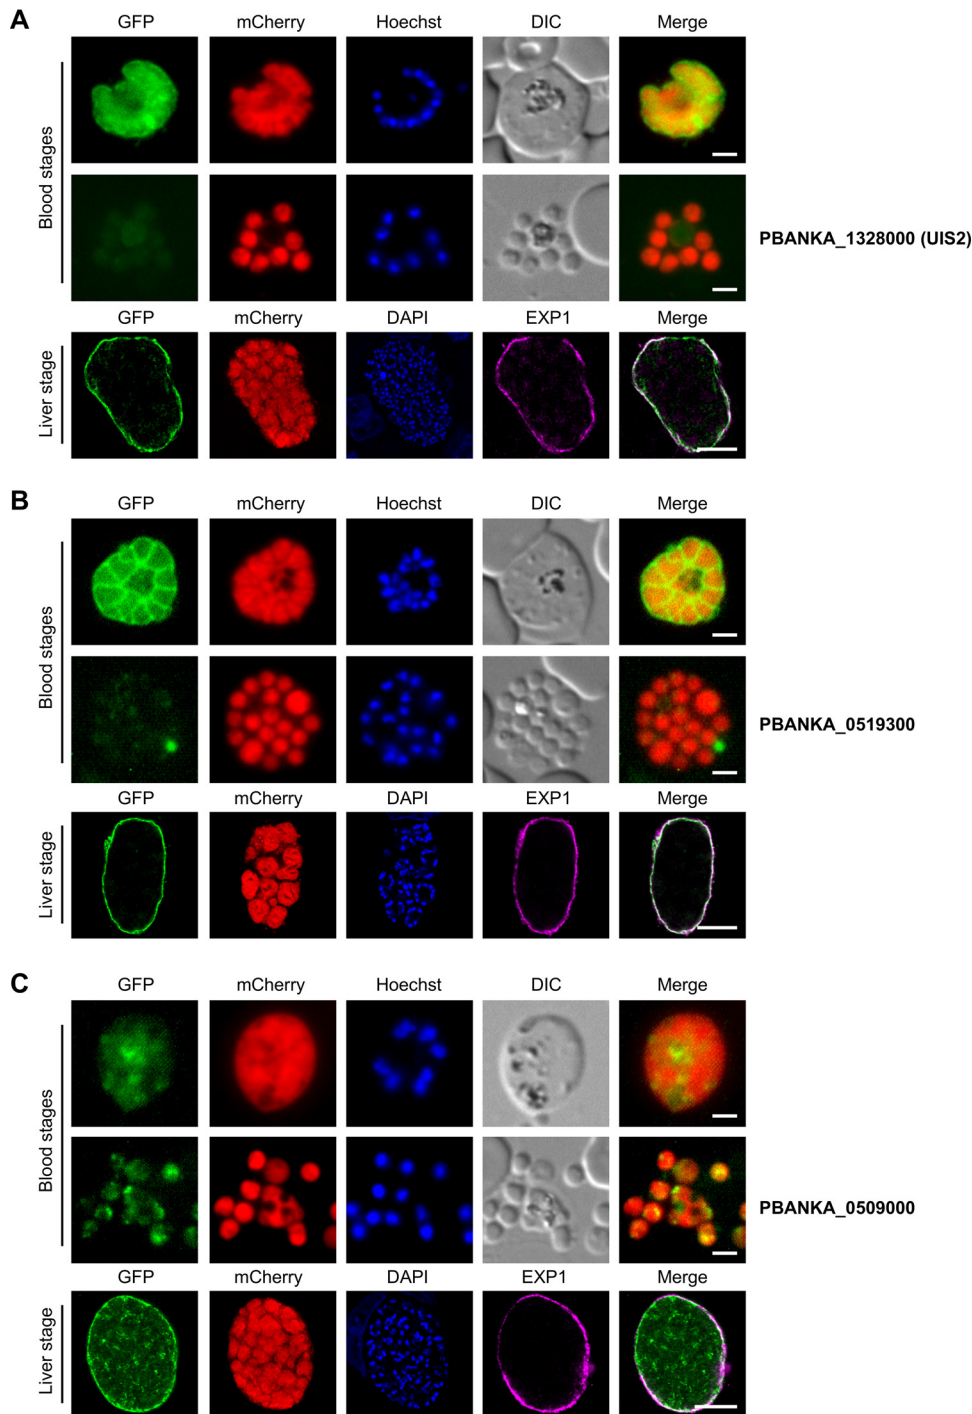 A
GFP mCherry Hoechst DIC Merge
Blood stages
PBANKA_1328000 (UIS2)
GFP mCherry DAPI EXP1 Merge
Liver stage
B
GFP mCherry Hoechst DIC Merge
Blood stages
PBANKA_0519300
GFP mCherry DAPI EXP1 Merge
Liver stage
C
GFP mCherry Hoechst DIC Merge
Blood stages
PBANKA_0509000
GFP mCherry DAPI EXP1 Merge
Liver stage